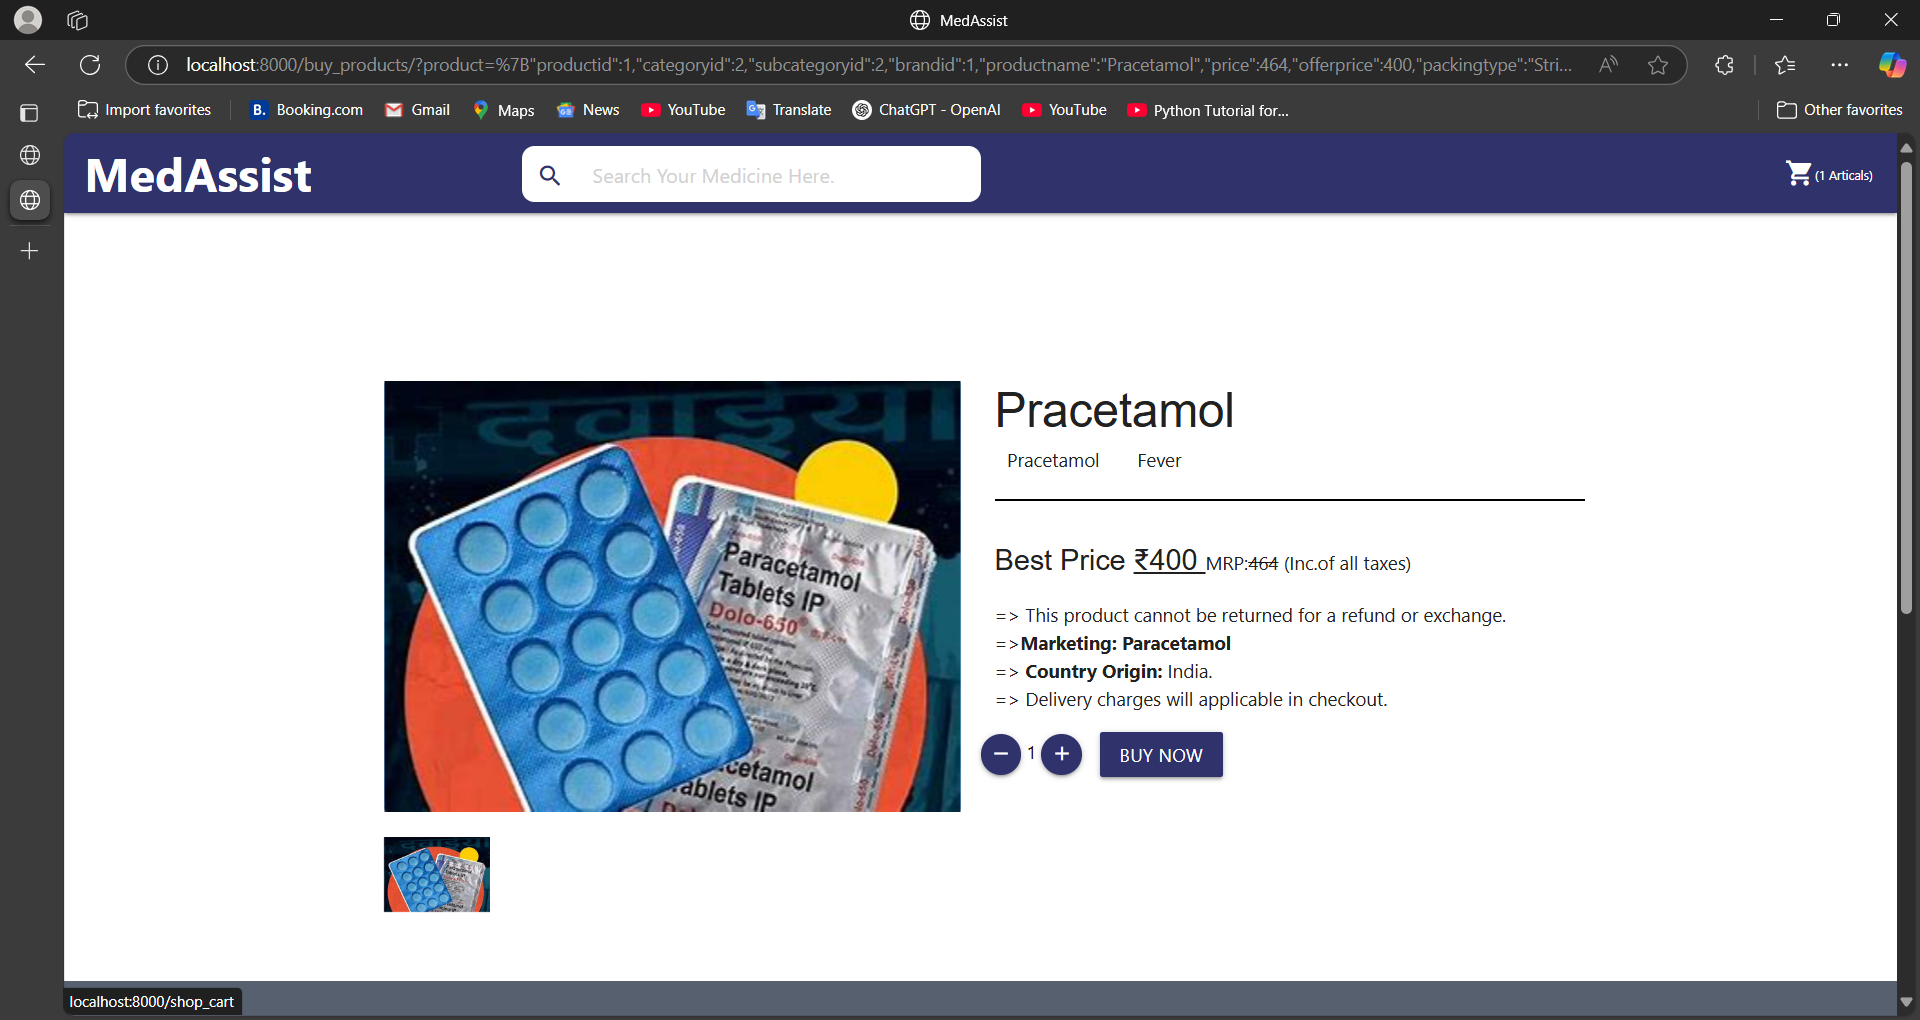 MedAssist
localhost:8000/buy_products/?product=%7B"productid":1,"categoryid":2,"subcategoryid":2,"brandid":1,"productname":"Pracetamol","price":464,"offerprice":400,"packingtype":"Stri...
Import favorites
Booking.com
Gmail
Maps
News
YouTube
Translate
ChatGPT - OpenAI
YouTube
Python Tutorial for...
Other favorites
MedAssist
Search Your Medicine Here.
(1 Articals)
दवाइया
Paracetamol
Tablets IP
Dolo-650
Pracetamol
Pracetamol Fever
Best Price ₹400 MRP:464 (Inc.of all taxes)
=> This product cannot be returned for a refund or exchange.
=>Marketing: Paracetamol
=> Country Origin: India.
=> Delivery charges will applicable in checkout.
− 1 + BUY NOW
localhost:8000/shop_cart